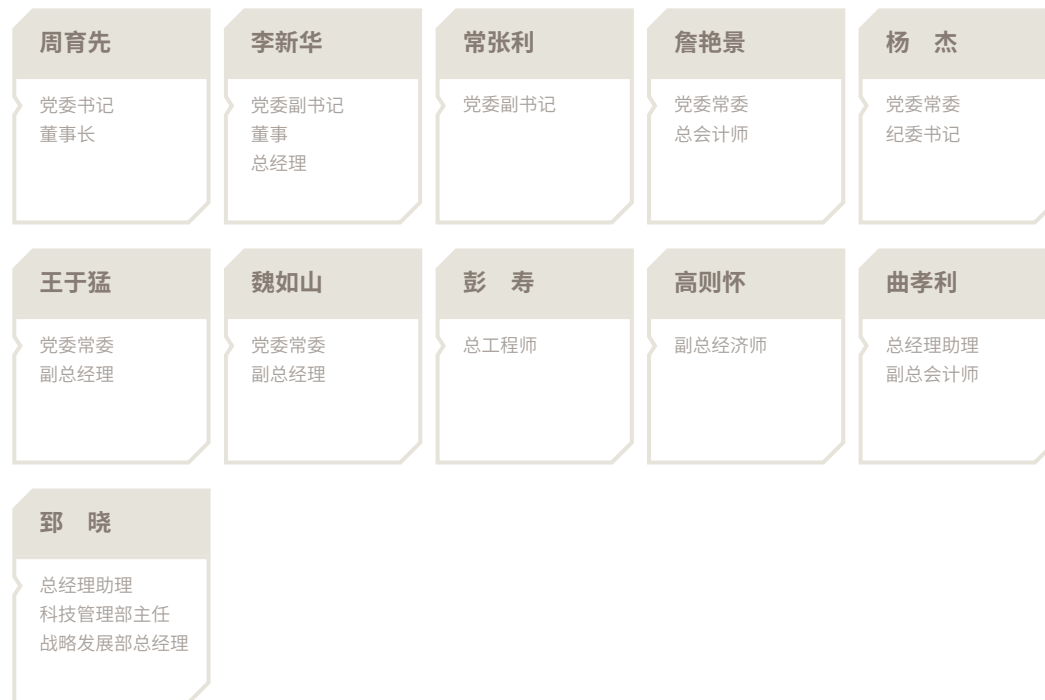 周育先
党委书记
董事长
李新华
党委副书记
董事
总经理
常张利
党委副书记
詹艳景
党委常委
总会计师
杨　杰
党委常委
纪委书记
王于猛
党委常委
副总经理
魏如山
党委常委
副总经理
彭　寿
总工程师
高则怀
副总经济师
曲孝利
总经理助理
副总会计师
郅　晓
总经理助理
科技管理部主任
战略发展部总经理